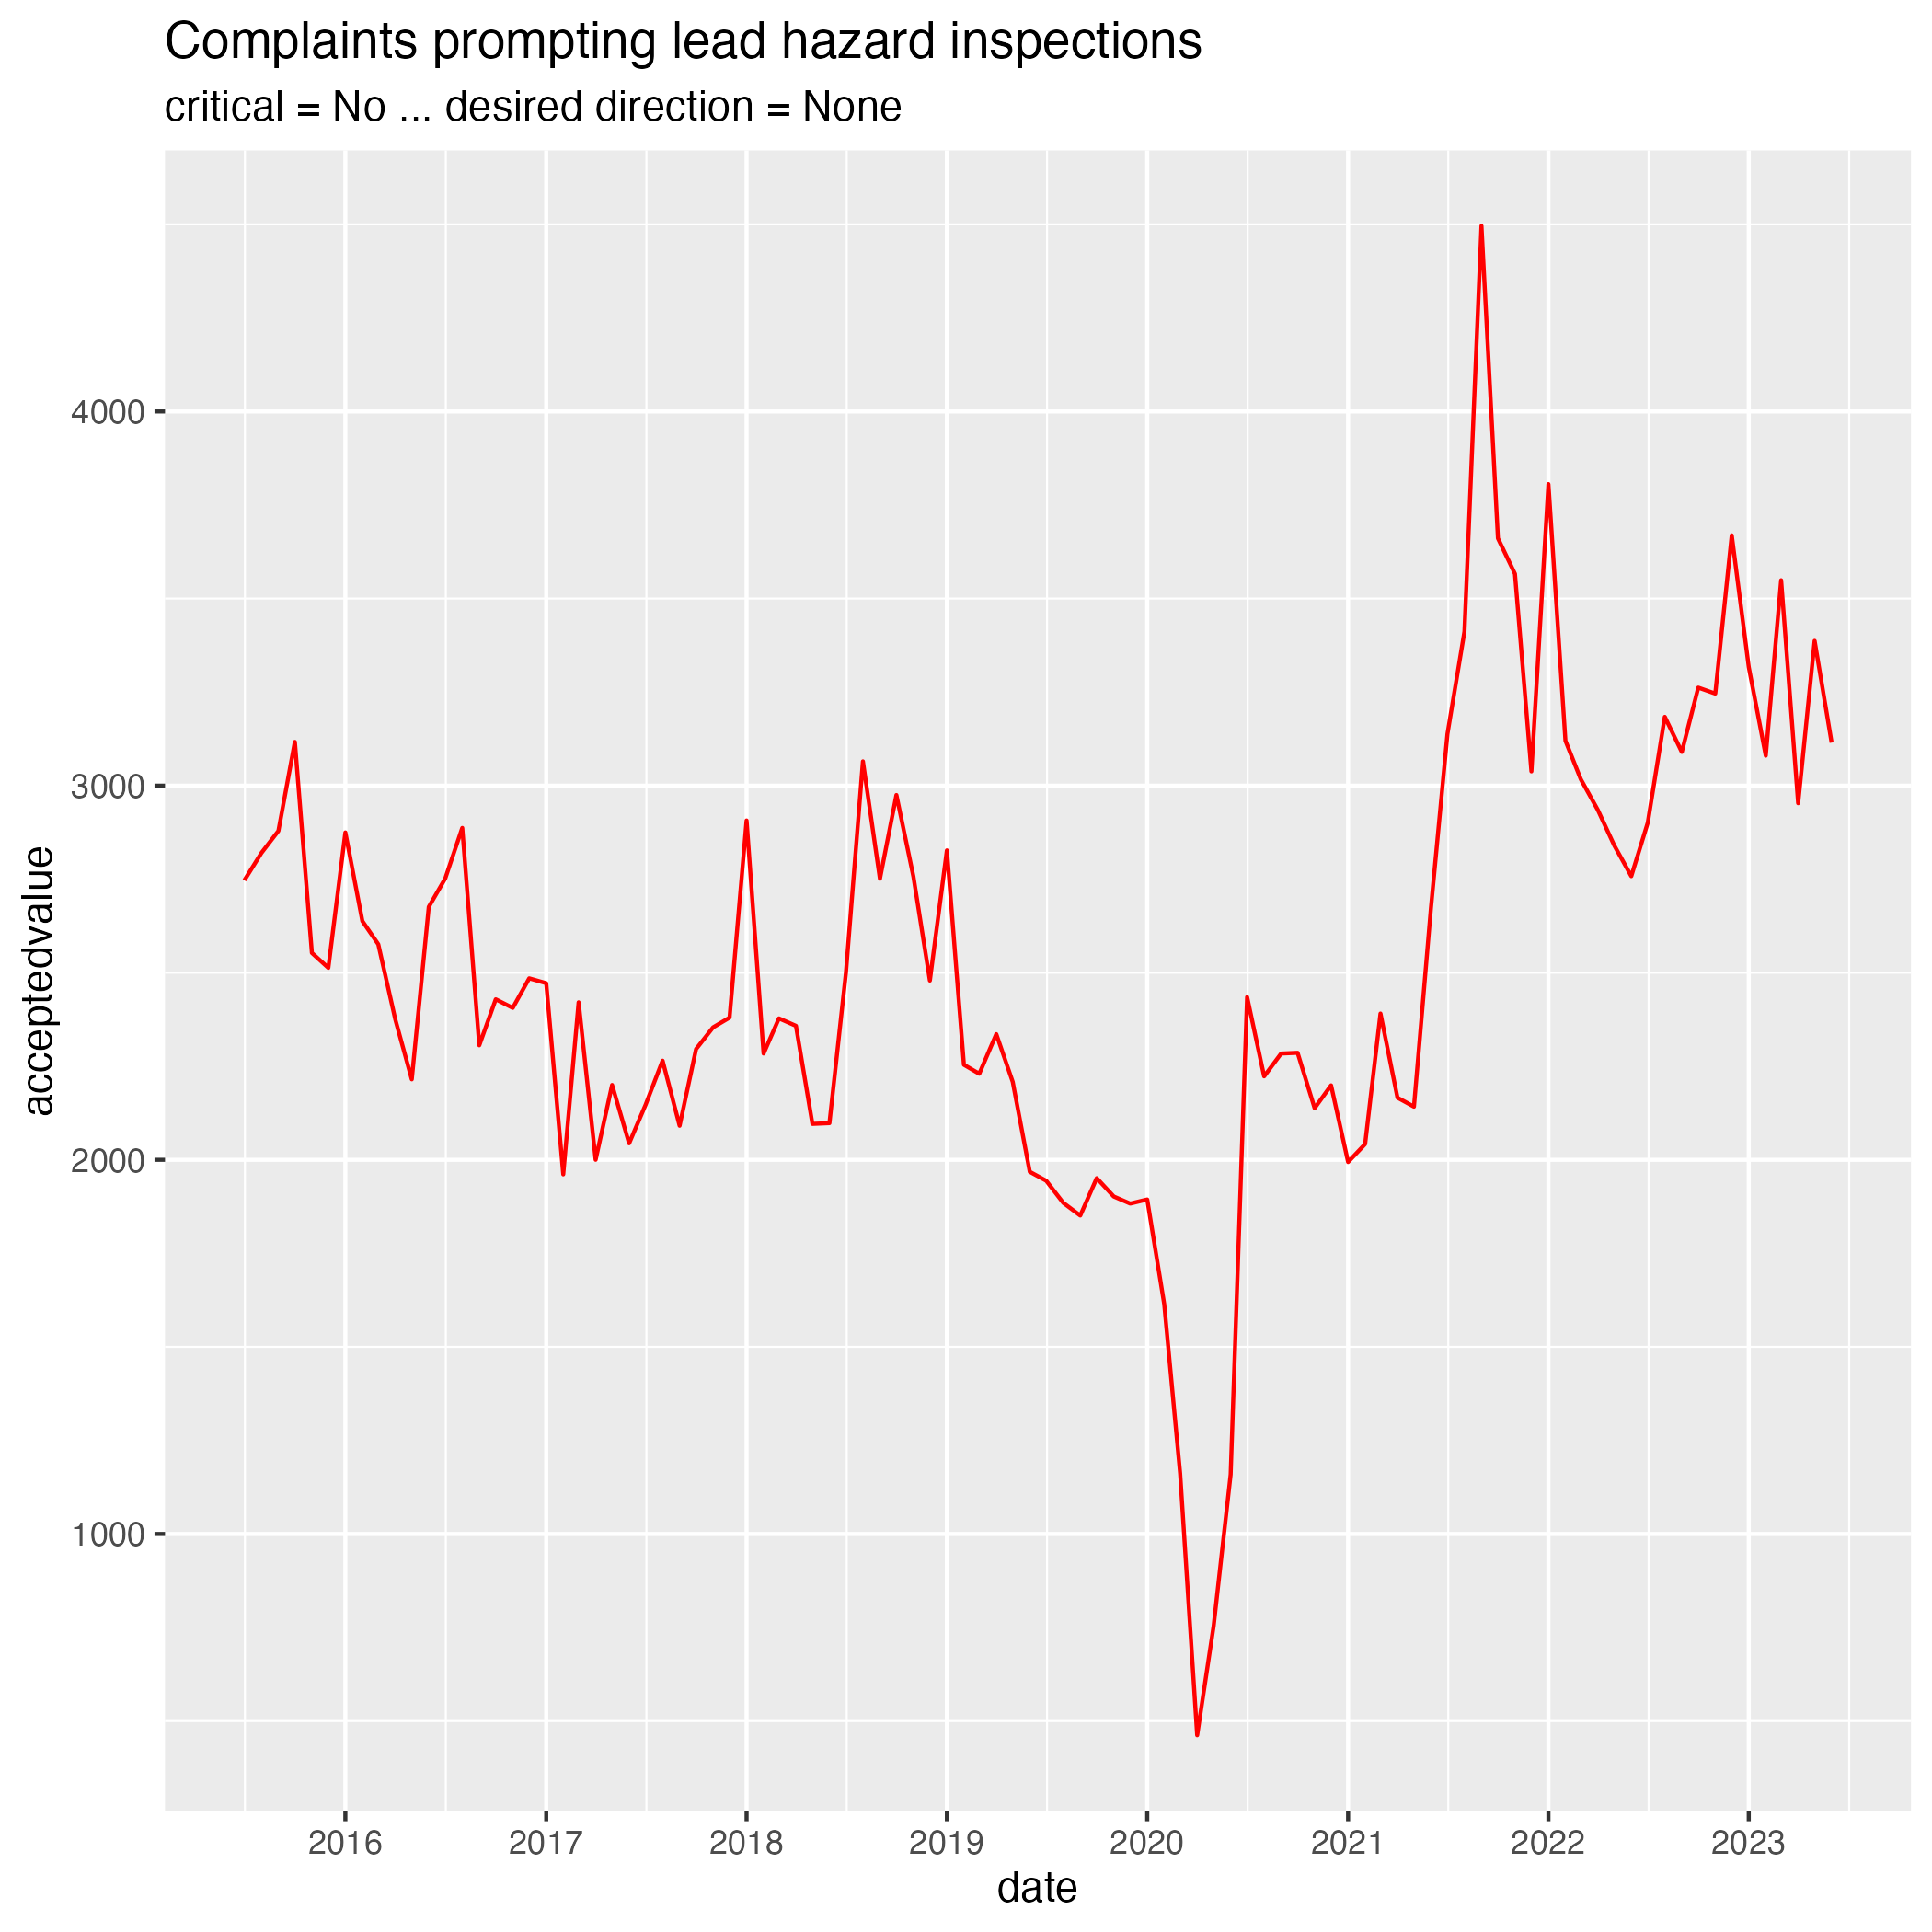 Complaints prompting lead hazard inspections
critical = No ... desired direction = None
acceptedvalue
4000
3000
2000
1000
2016 2017 2018 2019 2020 2021 2022 2023
date